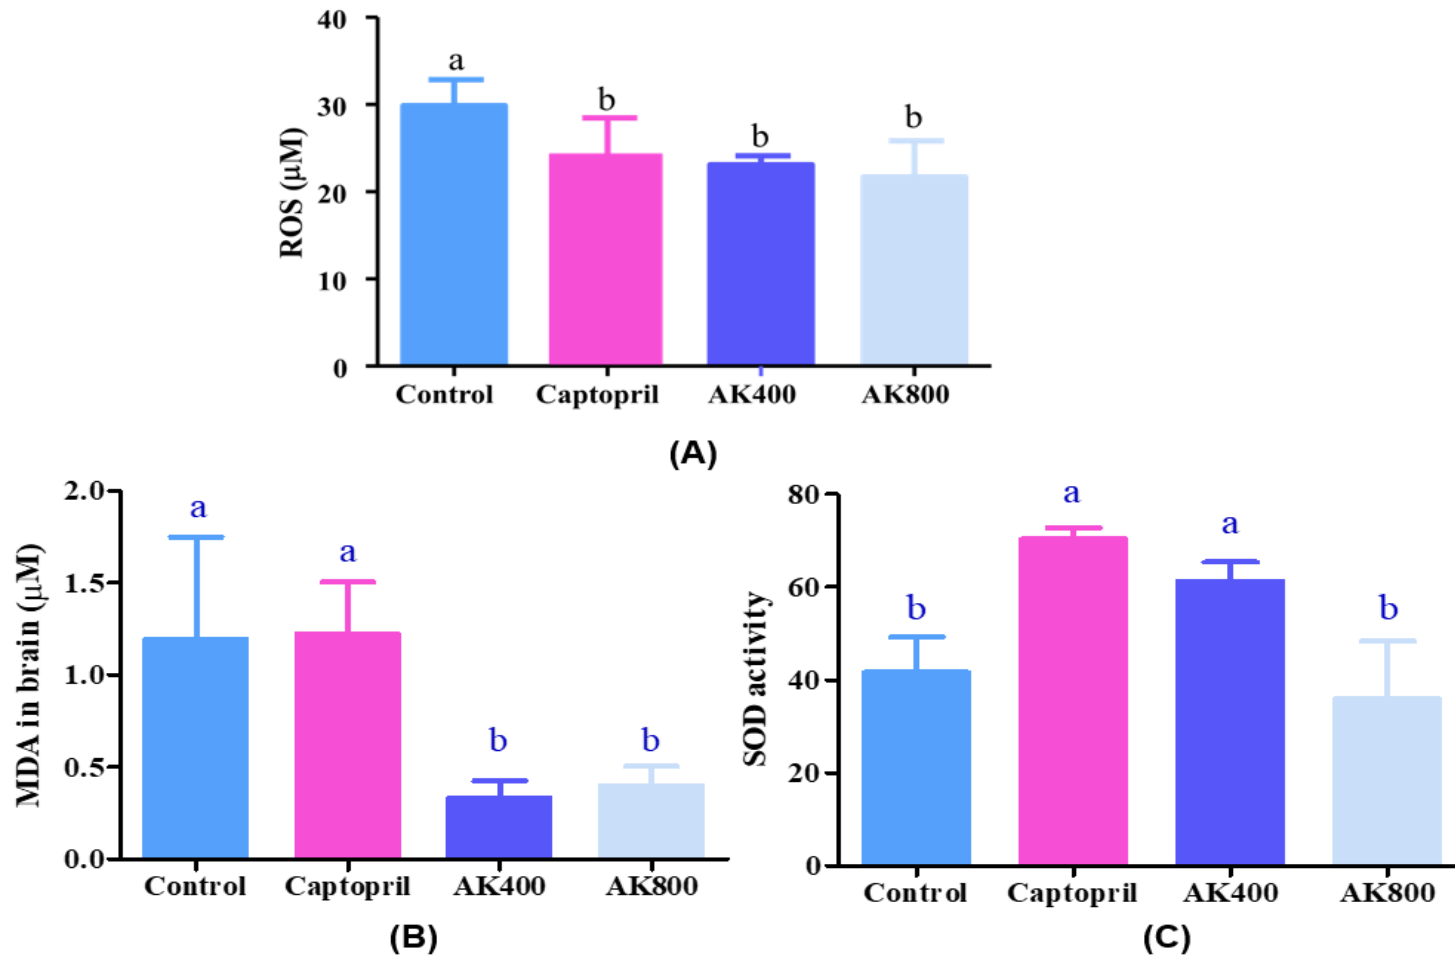 40
a
b
b
b
30
ROS (μM)
20
10
0
Control Captopril AK400 AK800
(A)
2.0
a
a
1.5
MDA in brain (μM)
1.0
b b
0.5
0.0
Control Captopril AK400 AK800
(B)
80
a
a
60
b
b
SOD activity
40
20
0
Control Captopril AK400 AK800
(C)